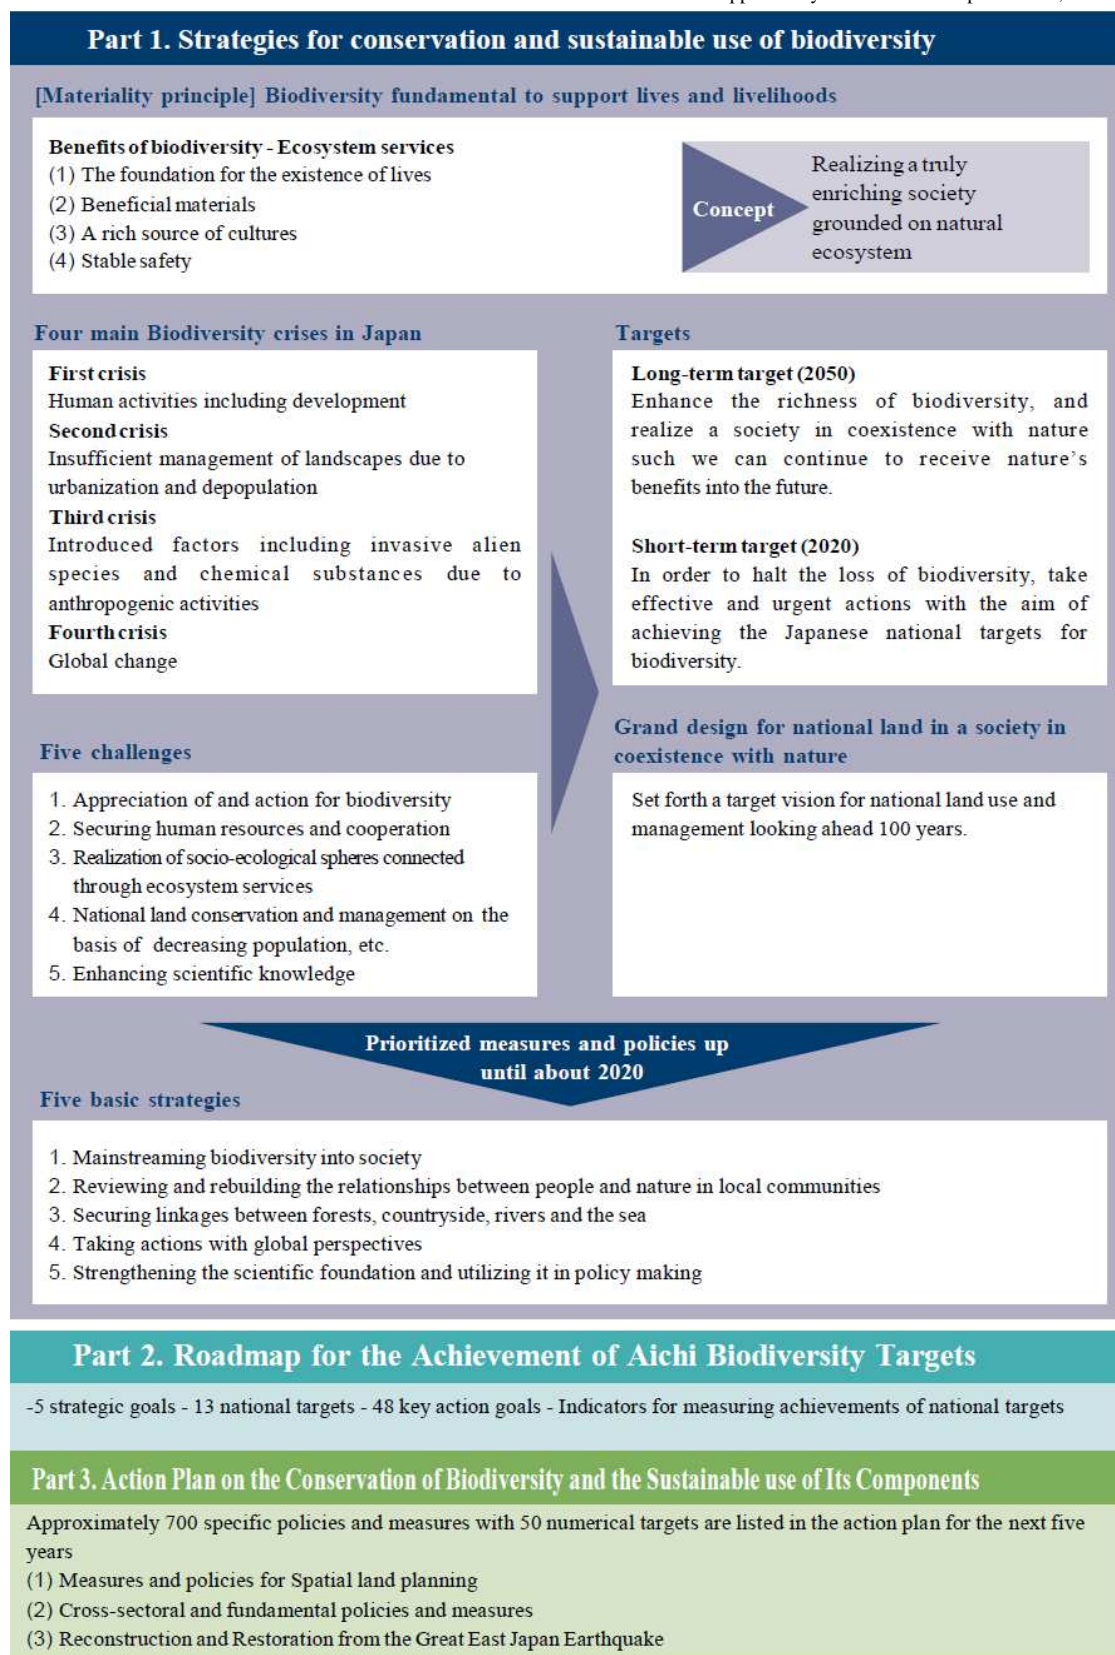 Part 1. Strategies for conservation and sustainable use of biodiversity
[Materiality principle] Biodiversity fundamental to support lives and livelihoods
Benefits of biodiversity - Ecosystem services
(1) The foundation for the existence of lives
(2) Beneficial materials
(3) A rich source of cultures
(4) Stable safety
Concept
Realizing a truly
enriching society
grounded on natural
ecosystem
Four main Biodiversity crises in Japan
First crisis
Human activities including development
Second crisis
Insufficient management of landscapes due to
urbanization and depopulation
Third crisis
Introduced factors including invasive alien
species and chemical substances due to
anthropogenic activities
Fourth crisis
Global change
Targets
Long-term target (2050)
Enhance the richness of biodiversity, and
realize a society in coexistence with nature
such we can continue to receive nature's
benefits into the future.
Short-term target (2020)
In order to halt the loss of biodiversity, take
effective and urgent actions with the aim of
achieving the Japanese national targets for
biodiversity.
Five challenges
1. Appreciation of and action for biodiversity
2. Securing human resources and cooperation
3. Realization of socio-ecological spheres connected
through ecosystem services
4. National land conservation and management on the
basis of decreasing population, etc.
5. Enhancing scientific knowledge
Grand design for national land in a society in
coexistence with nature
Set forth a target vision for national land use and
management looking ahead 100 years.
Prioritized measures and policies up
until about 2020
Five basic strategies
1. Mainstreaming biodiversity into society
2. Reviewing and rebuilding the relationships between people and nature in local communities
3. Securing linkages between forests, countryside, rivers and the sea
4. Taking actions with global perspectives
5. Strengthening the scientific foundation and utilizing it in policy making
Part 2. Roadmap for the Achievement of Aichi Biodiversity Targets
-5 strategic goals - 13 national targets - 48 key action goals - Indicators for measuring achievements of national targets
Part 3. Action Plan on the Conservation of Biodiversity and the Sustainable use of Its Components
Approximately 700 specific policies and measures with 50 numerical targets are listed in the action plan for the next five
years
(1) Measures and policies for Spatial land planning
(2) Cross-sectoral and fundamental policies and measures
(3) Reconstruction and Restoration from the Great East Japan Earthquake